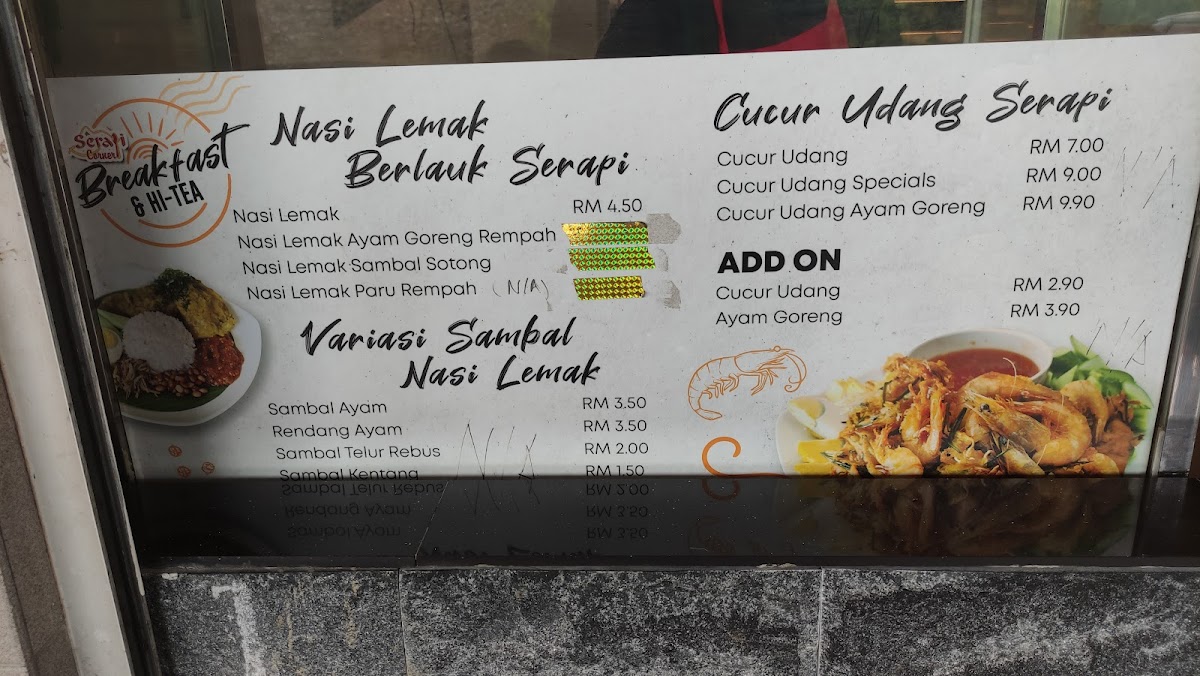 Serapi
Corner
Breakfast
& HI-TEA
Nasi Lemak
Berlauk Serapi
Nasi Lemak RM 4.50
Nasi Lemak Ayam Goreng Rempah
Nasi Lemak Sambal Sotong
Nasi Lemak Paru Rempah (N/A)
Variasi Sambal
Nasi Lemak
Sambal Ayam RM 3.50
Rendang Ayam RM 3.50
Sambal Telur Rebus RM 2.00
N/A
Sambal Kentang RM 1.50
Cucur Udang Serapi
Cucur Udang RM 7.00
Cucur Udang Specials RM 9.00
N/A
Cucur Udang Ayam Goreng RM 9.90
ADD ON
Cucur Udang RM 2.90
Ayam Goreng RM 3.90
N/A